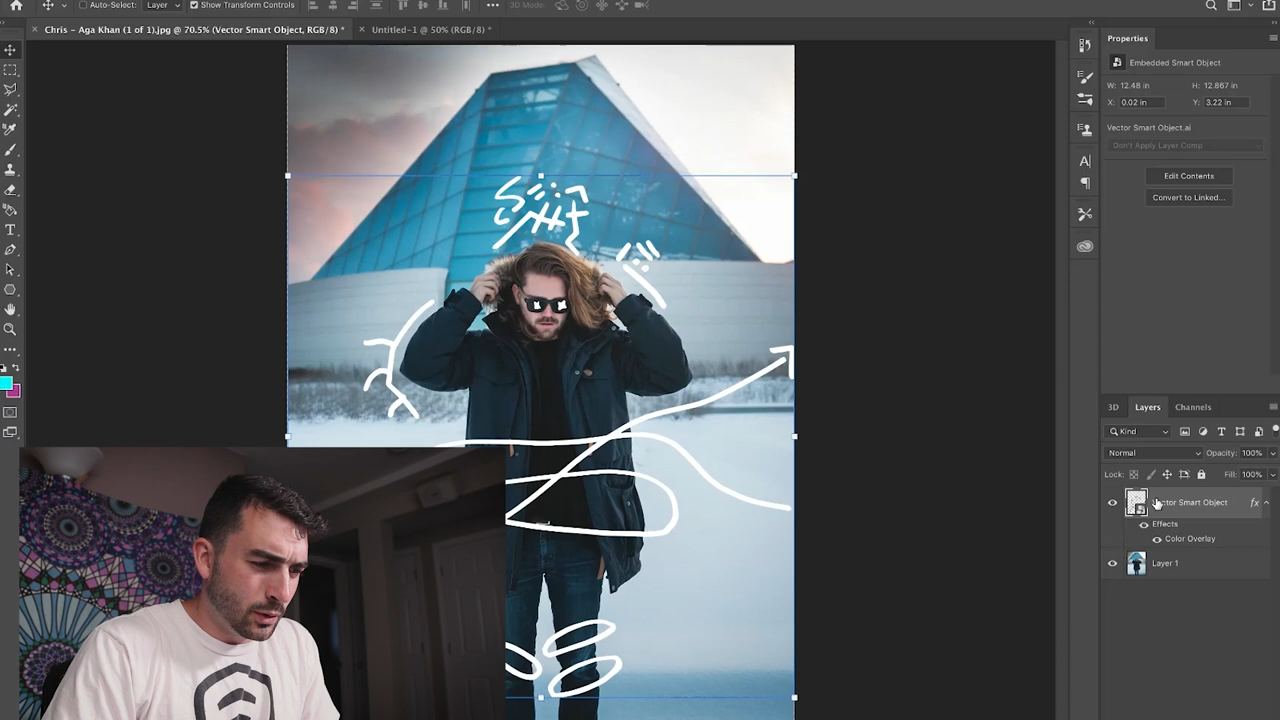 Auto-Select: Layer Show Transform Controls 3D Mode:
Chris - Aga Khan (1 of 1).jpg @ 70.5% (Vector Smart Object, RGB/8) * Untitled-1 @ 50% (RGB/8) *
Properties
Embedded Smart Object
W: 12.48 in H: 12.867 in
X: 0.02 in Y: 3.22 in
Vector Smart Object.ai
Don't Apply Layer Comp
Edit Contents
Convert to Linked...
3D Layers Channels
Kind
Normal Opacity: 100%
Lock: Fill: 100%
Smart Object fx
Effects
Color Overlay
Layer 1